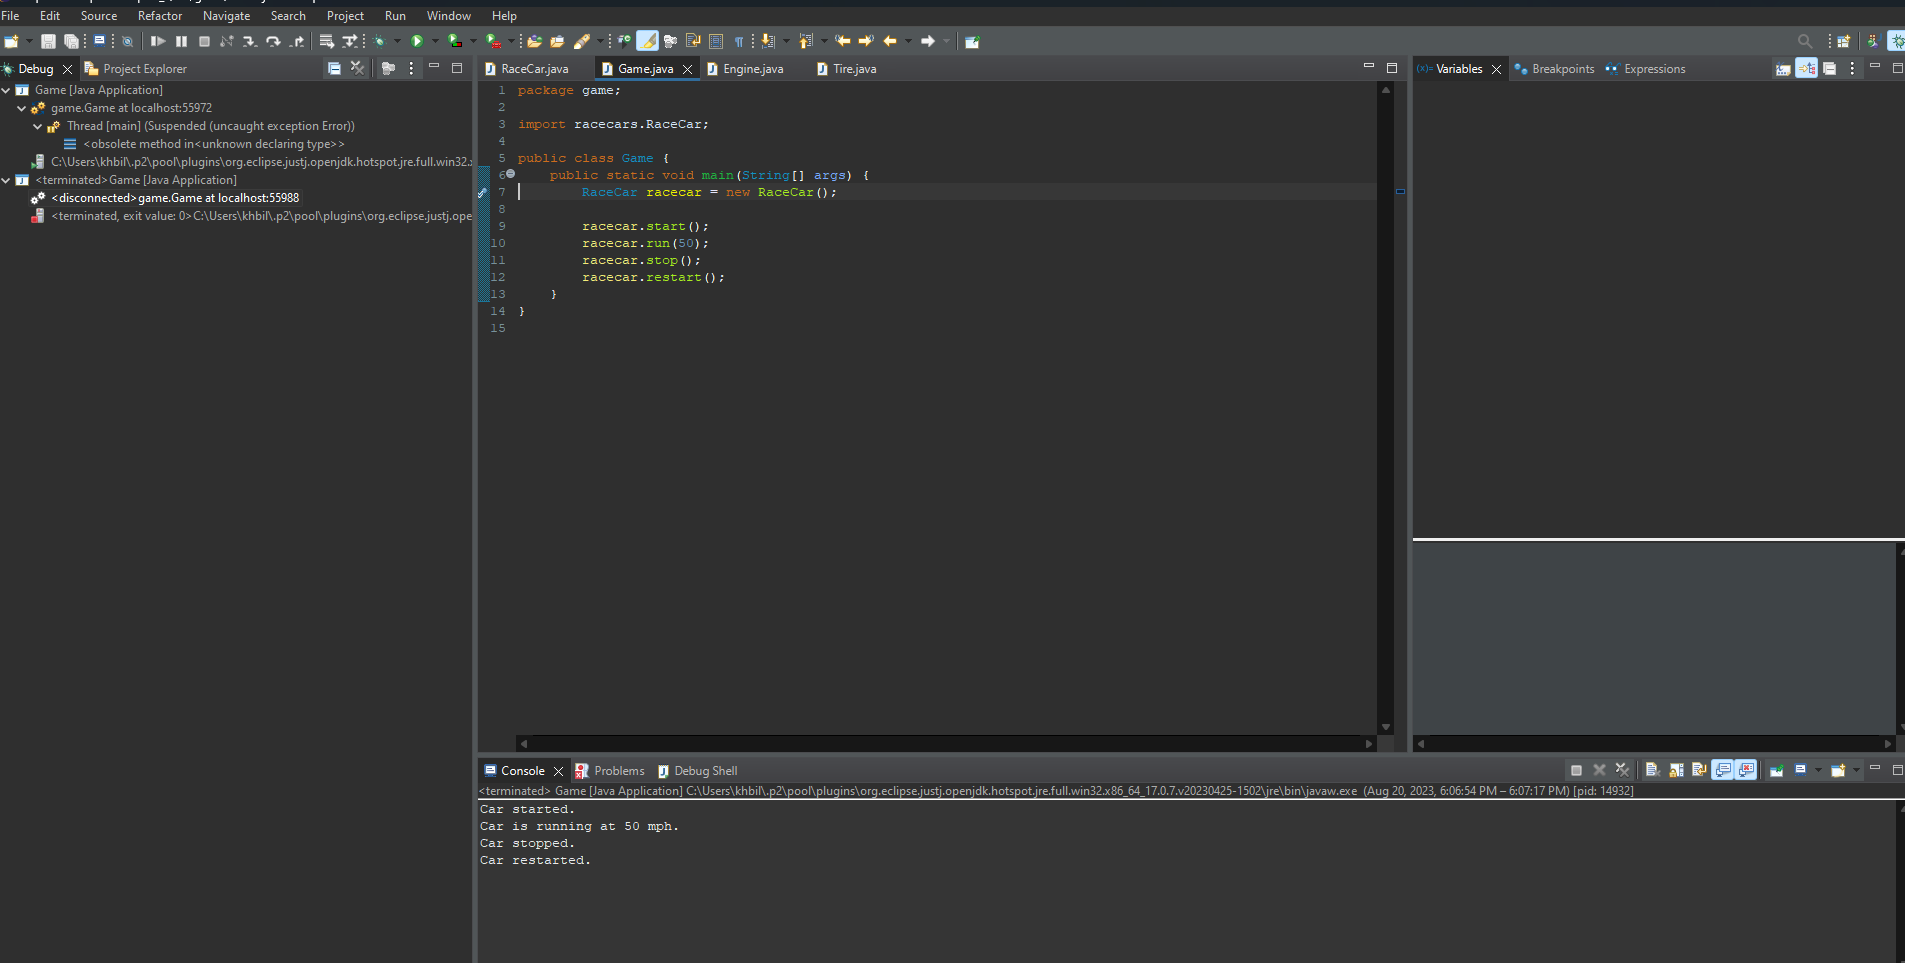 File Edit Source Refactor Navigate Search Project Run Window Help
Debug Project Explorer
Game [Java Application]
game.Game at localhost:55972
Thread [main] (Suspended (uncaught exception Error))
<obsolete method in<unknown declaring type>>
C:\Users\khbil\.p2\pool\plugins\org.eclipse.justj.openjdk.hotspot.jre.full.win32.
<terminated>Game [Java Application]
<disconnected>game.Game at localhost:55988
<terminated, exit value: 0>C:\Users\khbil\.p2\pool\plugins\org.eclipse.justj.ope
RaceCar.java Game.java Engine.java Tire.java
1 package game;
2
3 import racecars.RaceCar;
4
5 public class Game {
6 public static void main(String[] args) {
7 RaceCar racecar = new RaceCar();
8
9 racecar.start();
10 racecar.run(50);
11 racecar.stop();
12 racecar.restart();
13 }
14 }
15
(x)= Variables Breakpoints Expressions
Console Problems Debug Shell
<terminated> Game [Java Application] C:\Users\khbil\.p2\pool\plugins\org.eclipse.justj.openjdk.hotspot.jre.full.win32.x86_64_17.0.7.v20230425-1502\jre\bin\javaw.exe (Aug 20, 2023, 6:06:54 PM – 6:07:17 PM) [pid: 14932]
Car started.
Car is running at 50 mph.
Car stopped.
Car restarted.